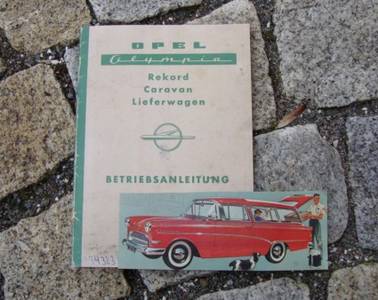 OPEL
Olympia
Rekord
Caravan
Lieferwagen
BETRIEBSANLEITUNG